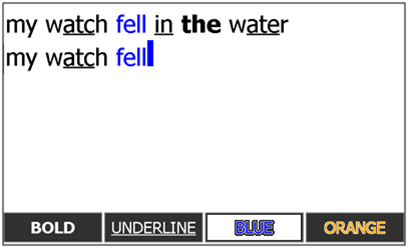 my watch fell in the water
my watch fell
BOLD UNDERLINE BLUE ORANGE